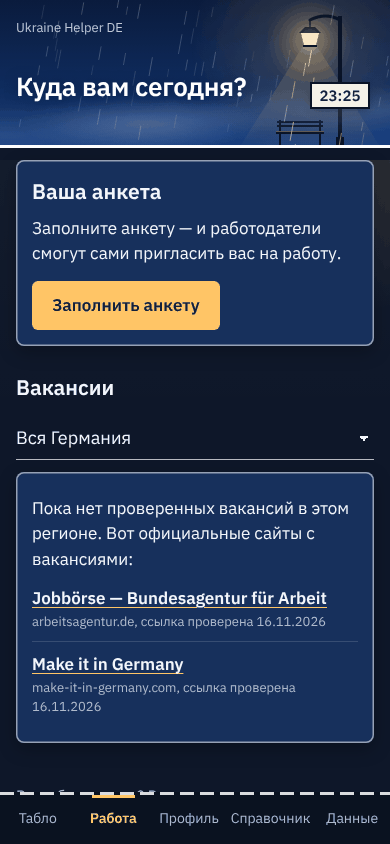 Ukraine Helper DE
Куда вам сегодня?
23:25
Ваша анкета
Заполните анкету — и работодатели
смогут сами пригласить вас на работу.
Заполнить анкету
Вакансии
Вся Германия
Пока нет проверенных вакансий в этом
регионе. Вот официальные сайты с
вакансиями:
Jobbörse — Bundesagentur für Arbeit
arbeitsagentur.de, ссылка проверена 16.11.2026
Make it in Germany
make-it-in-germany.com, ссылка проверена
16.11.2026
Табло
Работа
Профиль
Справочник
Данные